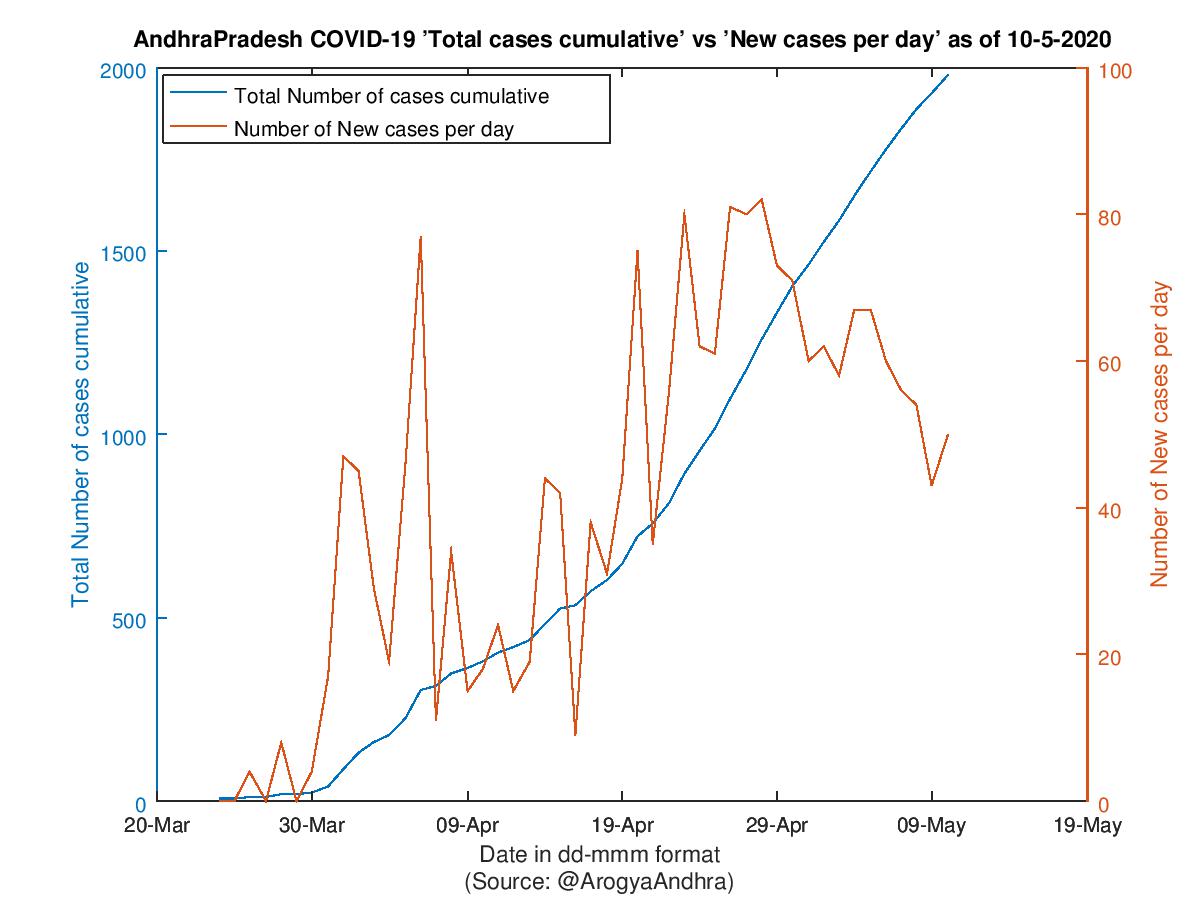 AndhraPradesh COVID-19 ’Total cases cumulative’ vs ’New cases per day’ as of 10-5-2020
Total Number of cases cumulative
Number of New cases per day
2000
1500
1000
500
0
Total Number of cases cumulative
100
80
60
40
20
0
Number of New cases per day
20-Mar 30-Mar 09-Apr 19-Apr 29-Apr 09-May 19-May
Date in dd-mmm format
(Source: @ArogyaAndhra)